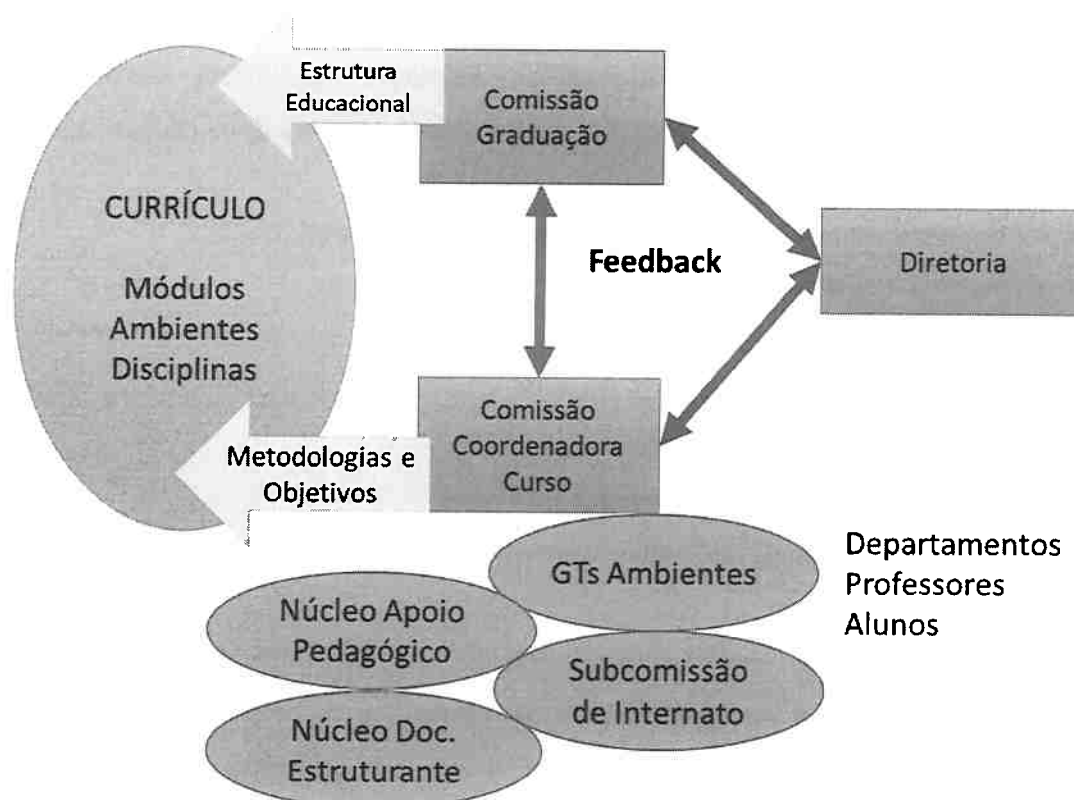 Estrutura
Educacional
Comissão
Graduação
CURRÍCULO
Módulos
Ambientes
Disciplinas
Feedback
Diretoria
Comissão
Coordenadora
Curso
Metodologias e
Objetivos
GTs Ambientes
Departamentos
Professores
Alunos
Núcleo Apoio
Pedagógico
Subcomissão
de Internato
Núcleo Doc.
Estruturante